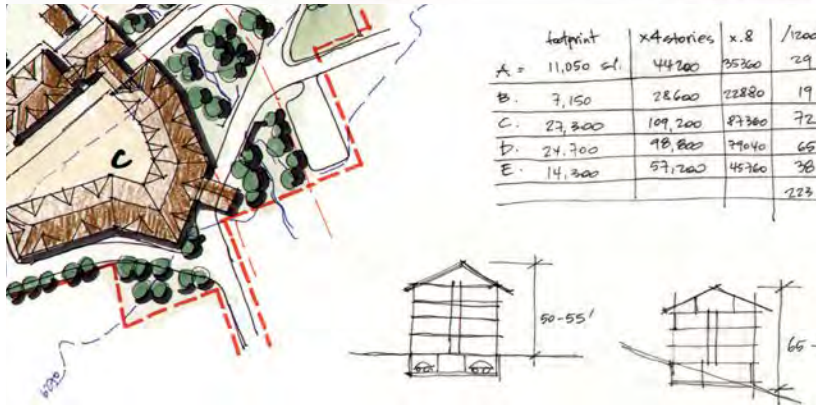 footprint x4stories x.8 /1200
A = 11,050 sf. 44200 35360 29
B. 7,150 28600 22880 19
C. 27,300 109,200 87360 72
D. 24,700 98,800 79040 65
E. 14,300 57,200 45760 38
223
C
50-55'
65-
6290